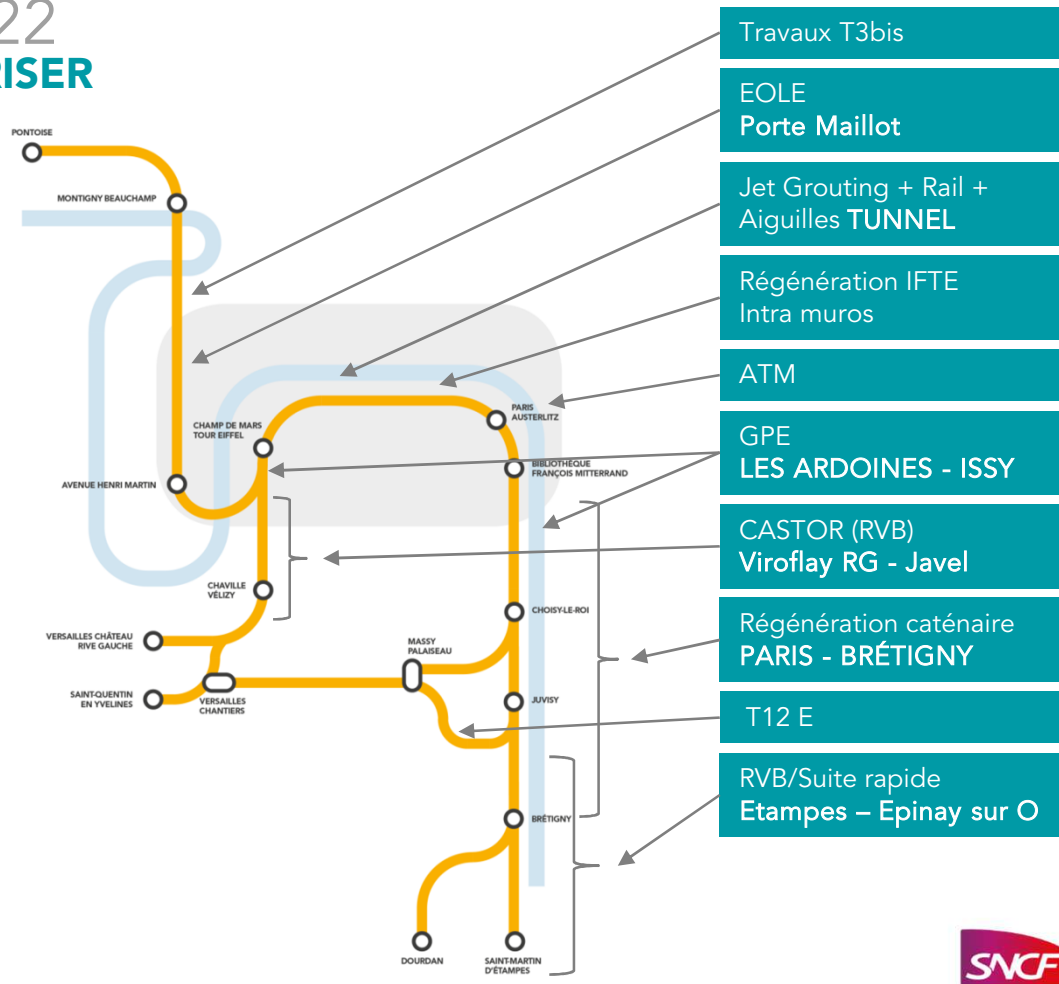 22
RISER
PONTOISE
MONTIGNY BEAUCHAMP
CHAMP DE MARS
TOUR EIFFEL
PARIS
AUSTERLITZ
AVENUE HENRI MARTIN
BIBLIOTHÈQUE
FRANÇOIS MITTERRAND
CHAVILLE
VÉLIZY
CHOISY-LE-ROI
VERSAILLES CHÂTEAU
RIVE GAUCHE
MASSY
PALAISEAU
SAINT-QUENTIN
EN YVELINES
VERSAILLES
CHANTIERS
JUVISY
BRÉTIGNY
DOURDAN
SAINT-MARTIN
D'ÉTAMPES
Travaux T3bis
EOLE
Porte Maillot
Jet Grouting + Rail +
Aiguilles TUNNEL
Régénération IFTE
Intra muros
ATM
GPE
LES ARDOINES - ISSY
CASTOR (RVB)
Viroflay RG - Javel
Régénération caténaire
PARIS - BRÉTIGNY
T12 E
RVB/Suite rapide
Etampes – Epinay sur O
SNCF